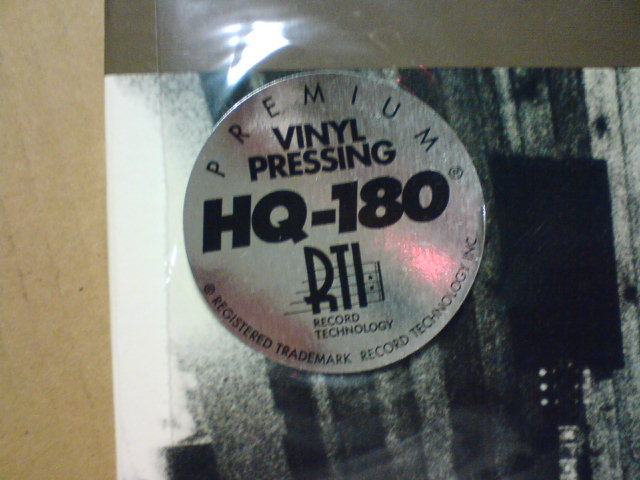 PREMIUM
VINYL
PRESSING ®
HQ-180
RTI
RECORD
TECHNOLOGY
® REGISTERED TRADEMARK RECORD TECHNOLOGY INC